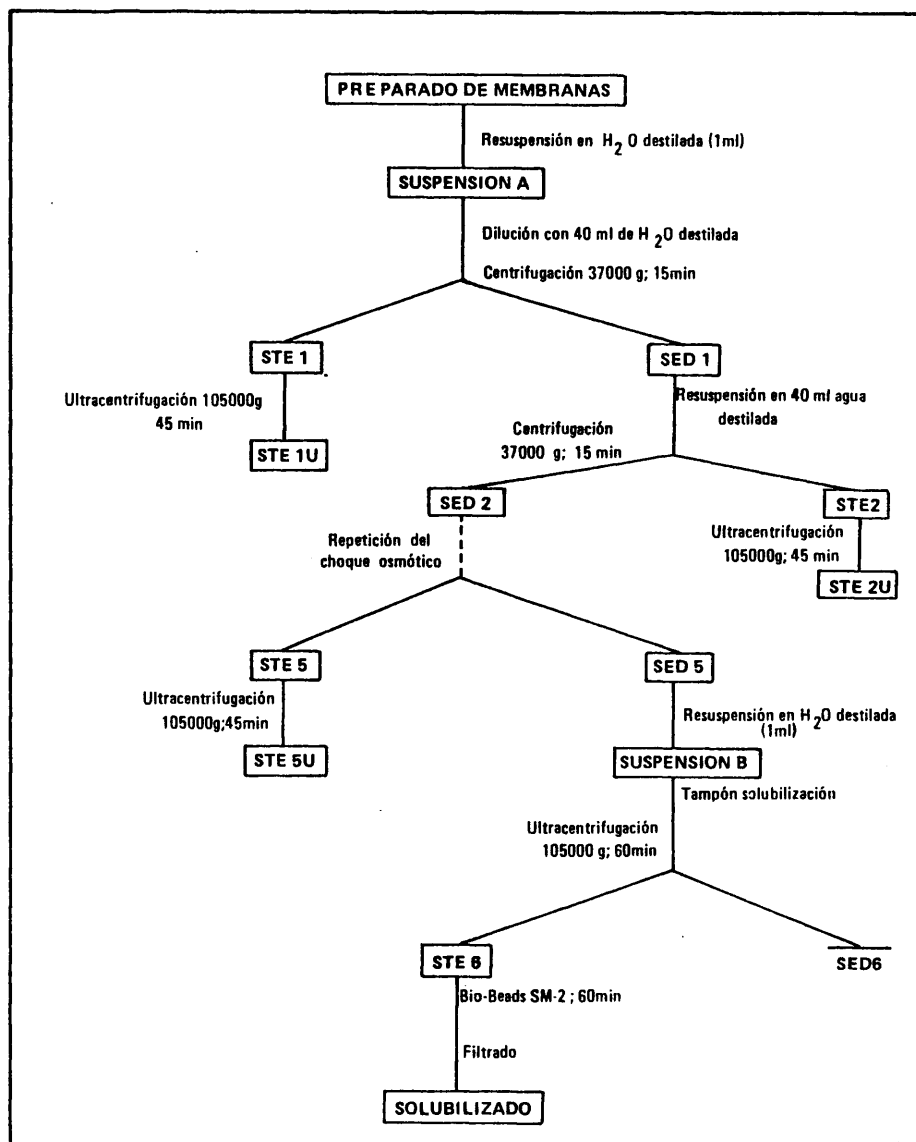 PREPARADO DE MEMBRANAS
Resuspensión en H2O destilada (1ml)
SUSPENSION A
Dilución con 40 ml de H2O destilada
Centrifugación 37000 g; 15min
STE 1
SED 1
Ultracentrifugación 105000g
45 min
Resuspensión en 40 ml agua
destilada
STE 1U
Centrifugación
37000 g; 15 min
SED 2
STE2
Repetición del
choque osmótico
Ultracentrifugación
105000g; 45 min
STE 2U
STE 5
SED 5
Ultracentrifugación
105000g;45min
Resuspensión en H2O destilada
(1ml)
STE 5U
SUSPENSION B
Tampón solubilización
Ultracentrifugación
105000 g; 60min
STE 6
SED6
Bio-Beads SM-2 ; 60min
Filtrado
SOLUBILIZADO